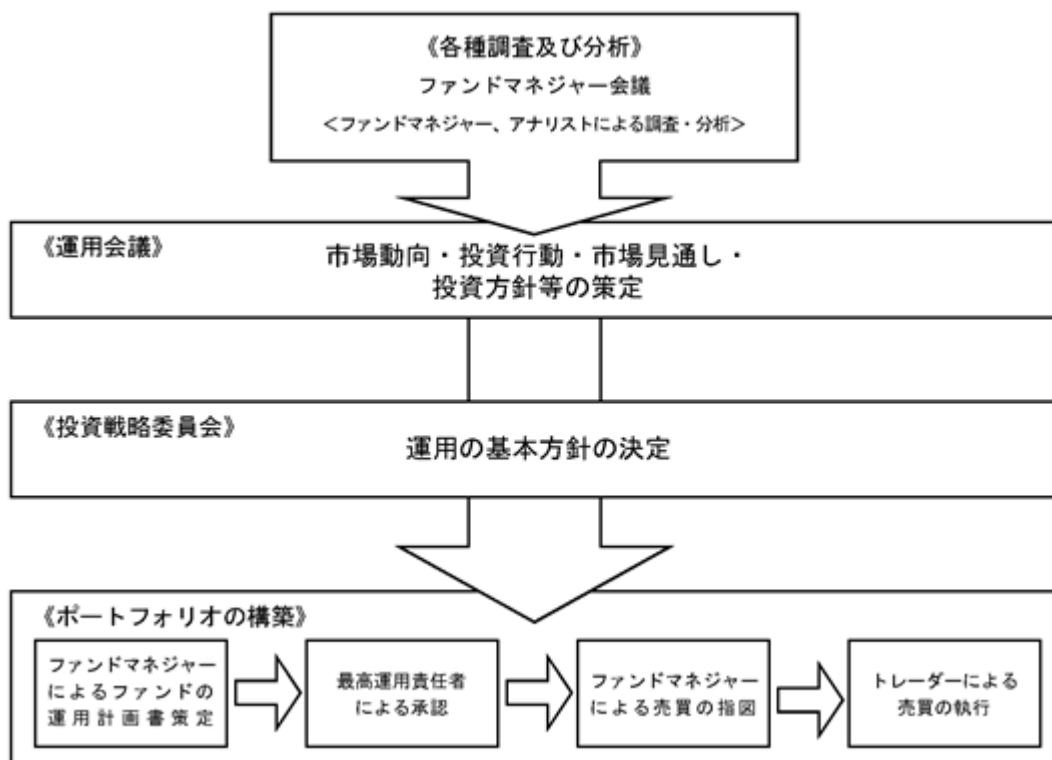 《各種調査及び分析》
ファンドマネジャー会議
＜ファンドマネジャー、アナリストによる調査・分析＞
《運用会議》
市場動向・投資行動・市場見通し・
投資方針等の策定
《投資戦略委員会》
運用の基本方針の決定
《ポートフォリオの構築》
ファンドマネジャー
によるファンドの
運用計画書策定
最高運用責任者
による承認
ファンドマネジャー
による売買の指図
トレーダーによる
売買の執行